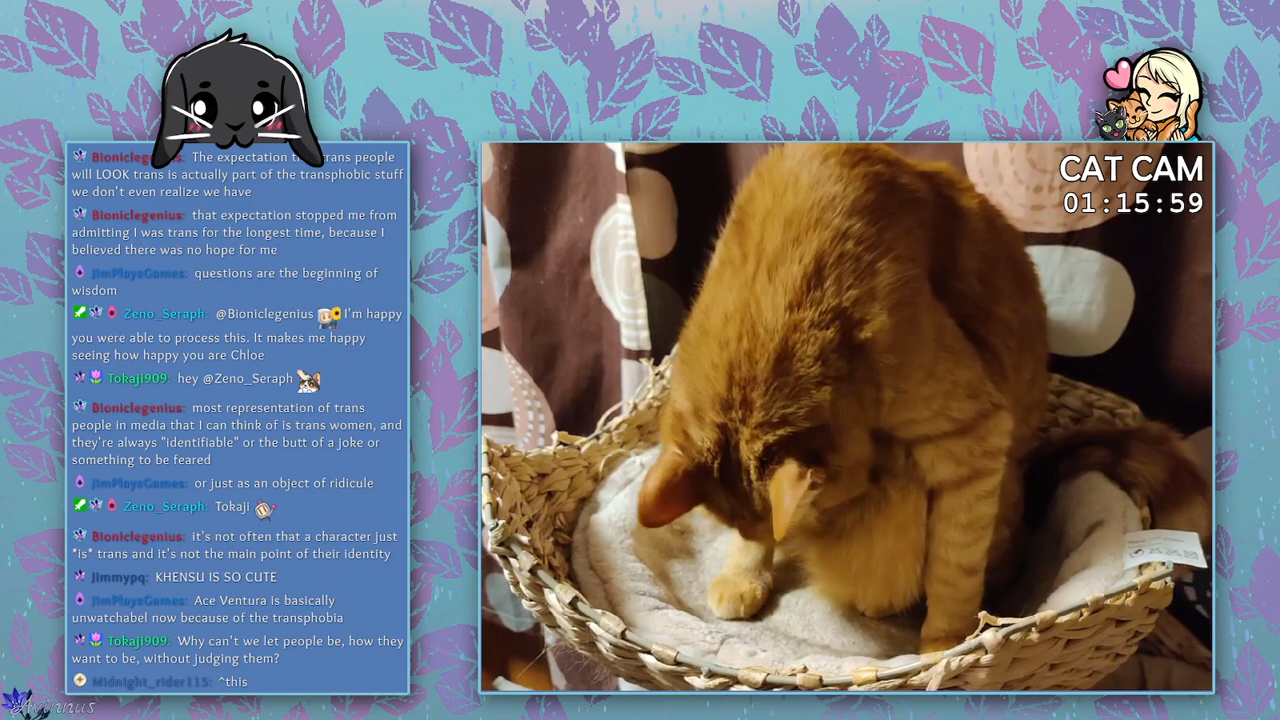 Bioniclegenius: The expectation that trans people
will LOOK trans is actually part of the transphobic stuff
we don't even realize we have
Bioniclegenius: that expectation stopped me from
admitting I was trans for the longest time, because I
believed there was no hope for me
JimPlaysGames: questions are the beginning of
wisdom
Zeno_Seraph: @Bioniclegenius I'm happy
you were able to process this. It makes me happy
seeing how happy you are Chloe
Tokaji909: hey @Zeno_Seraph
Bioniclegenius: most representation of trans
people in media that I can think of is trans women, and
they're always "identifiable" or the butt of a joke or
something to be feared
JimPlaysGames: or just as an object of ridicule
Zeno_Seraph: Tokaji
Bioniclegenius: it's not often that a character just
*is* trans and it's not the main point of their identity
Jimmypq: KHENSU IS SO CUTE
JimPlaysGames: Ace Ventura is basically
unwatchabel now because of the transphobia
Tokaji909: Why can't we let people be, how they
want to be, without judging them?
Midnight_rider115: ^this
CAT CAM
01:15:59
Avinnus